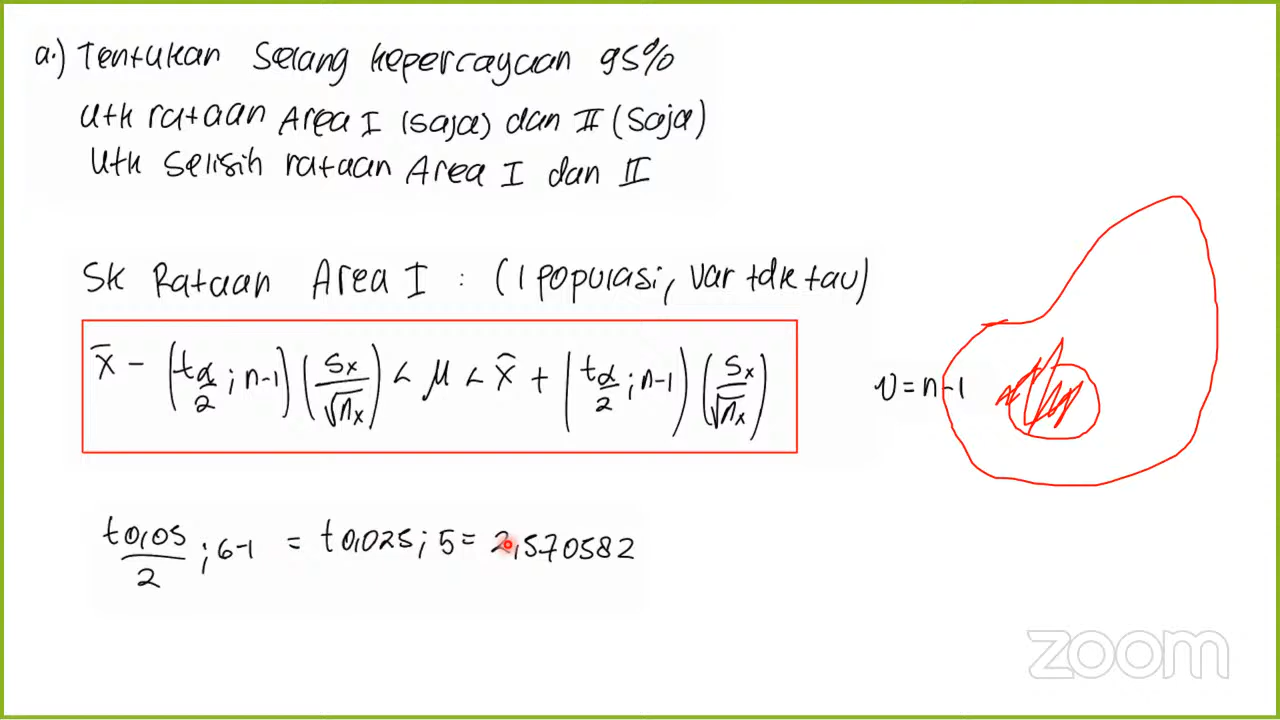 a.) Tentukan Selang kepercayaan 95%
Utk rataan Area I (saja) dan II (Saja)
Utk Selisih rataan Area I dan II
SK Rataan Area I : (1 populasi, var tdk tau)
x̄ − (tα/2 ; n-1) (Sx/√nx) < μ < x̄ + (tα/2 ; n-1) (Sx/√nx)
v = n-1
t0,05/2 ; 6-1 = t0,025 ; 5 = 2,570582
zoom